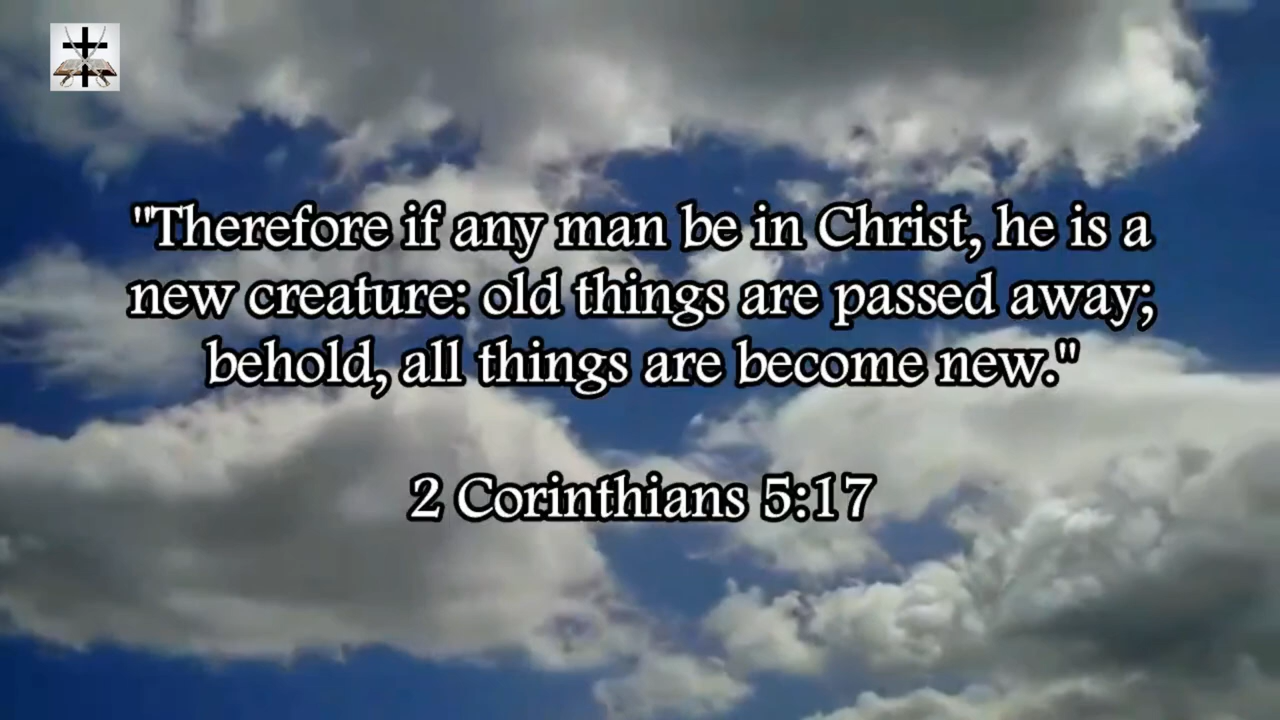 "Therefore if any man be in Christ, he is a
new creature: old things are passed away;
behold, all things are become new."
2 Corinthians 5:17